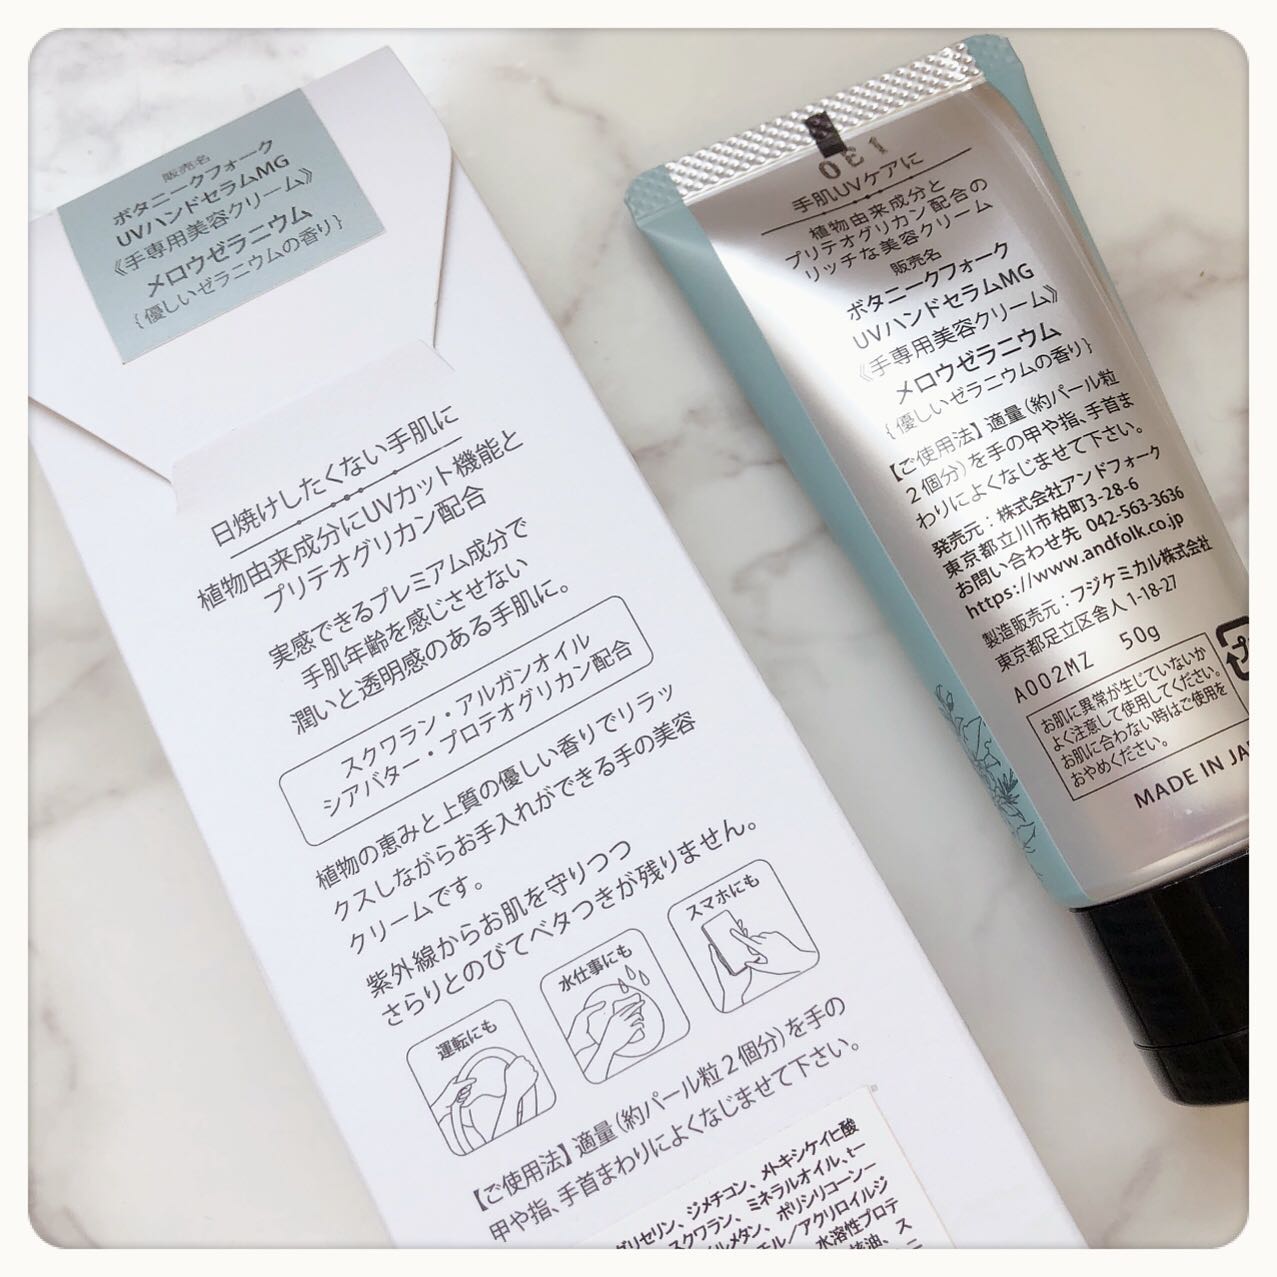 販売名
ボタニークフォーク
UVハンドセラムMG
《手専用美容クリーム》
メロウゼラニウム
{優しいゼラニウムの香り}
日焼けしたくない手肌に
植物由来成分にUVカット機能と
プリテオグリカン配合
実感できるプレミアム成分で
手肌年齢を感じさせない
潤いと透明感のある手肌に。
スクワラン・アルガンオイル
シアバター・プロテオグリカン配合
植物の恵みと上質の優しい香りでリラッ
クスしながらお手入れができる手の美容
クリームです。
紫外線からお肌を守りつつ
さらりとのびてベタつきが残りません。
運転にも
水仕事にも
スマホにも
【ご使用法】適量(約パール粒2個分)を手の
甲や指、手首まわりによくなじませて下さい。
グリセリン、ジメチコン、メトキシケイヒ酸
スクワラン、ミネラルオイル、t-
イルメタン、ポリシリコーン-
モル/アクリロイルジ
水溶性プロテ
核油、ス
130
手肌UVケアに
植物由来成分と
プリテオグリカン配合の
リッチな美容クリーム
販売名
ボタニークフォーク
UVハンドセラムMG
《手専用美容クリーム》
メロウゼラニウム
{優しいゼラニウムの香り}
【ご使用法】適量(約パール粒
2個分)を手の甲や指、手首ま
わりによくなじませて下さい。
発売元:株式会社アンドフォーク
東京都立川市柏町3-28-6
お問い合わせ先 042-563-3636
https://www.andfolk.co.jp
製造販売元:フジケミカル株式会社
東京都足立区舎人1-18-27
A002MZ 50g
お肌に異常が生じていないか
よく注意して使用してください。
お肌に合わない時はご使用を
おやめください。
プ
MADE IN JA